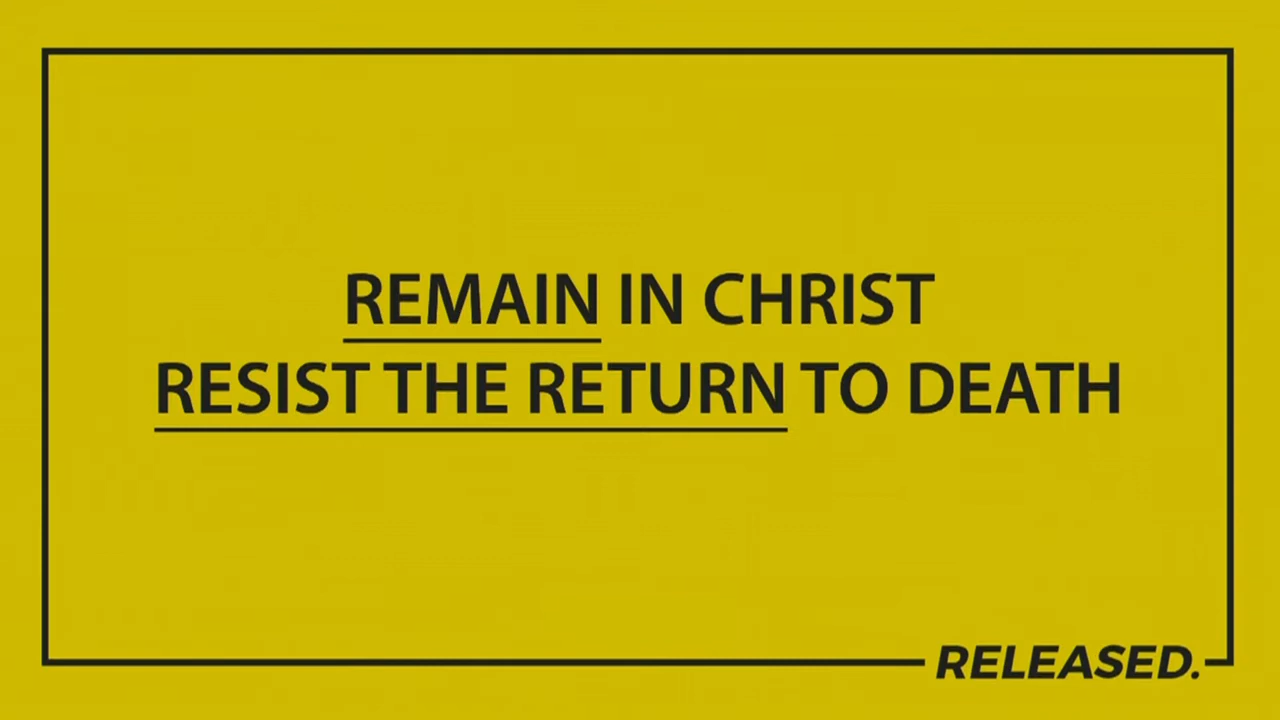 REMAIN IN CHRIST
RESIST THE RETURN TO DEATH
RELEASED.